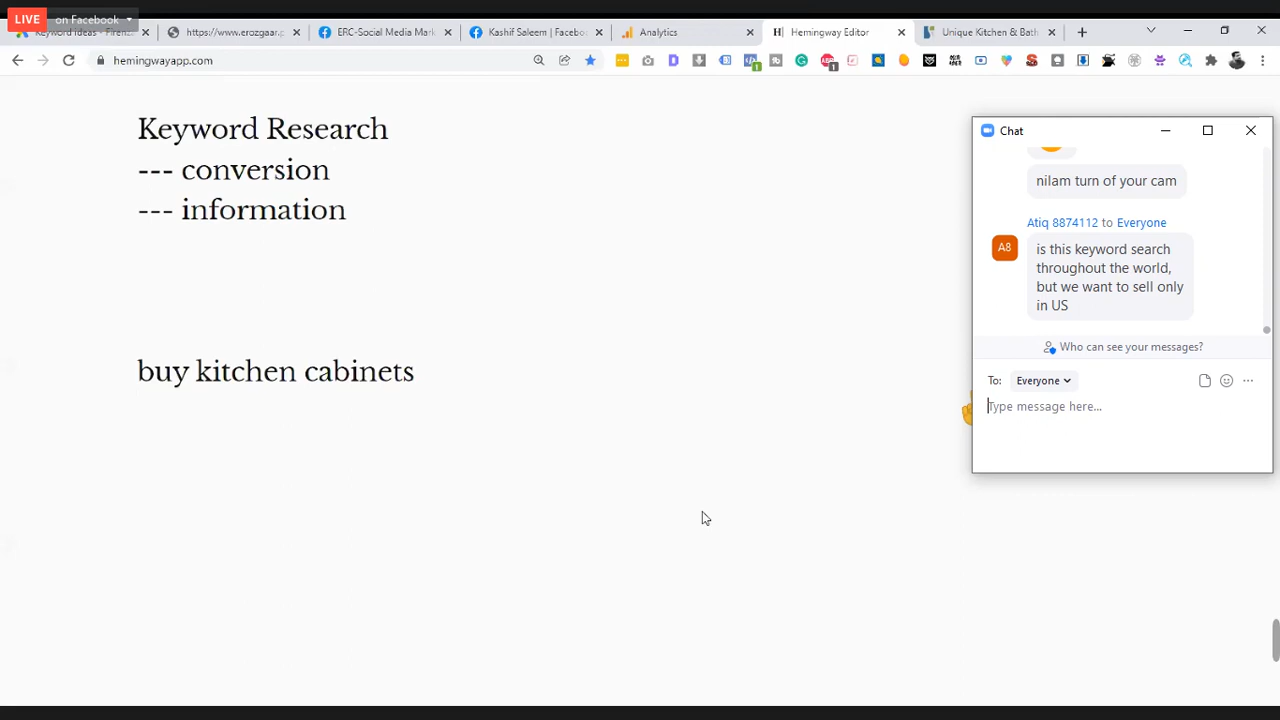 LIVE on Facebook
Keyword Ideas - Firenz
https://www.erozgaar.p
ERC-Social Media Mark
Kashif Saleem | Facebo
Analytics
Hemingway Editor
Unique Kitchen & Bath
hemingwayapp.com
Keyword Research
--- conversion
--- information
buy kitchen cabinets
Chat
nilam turn of your cam
Atiq 8874112 to Everyone
A8
is this keyword search
throughout the world,
but we want to sell only
in US
Who can see your messages?
To: Everyone
Type message here...